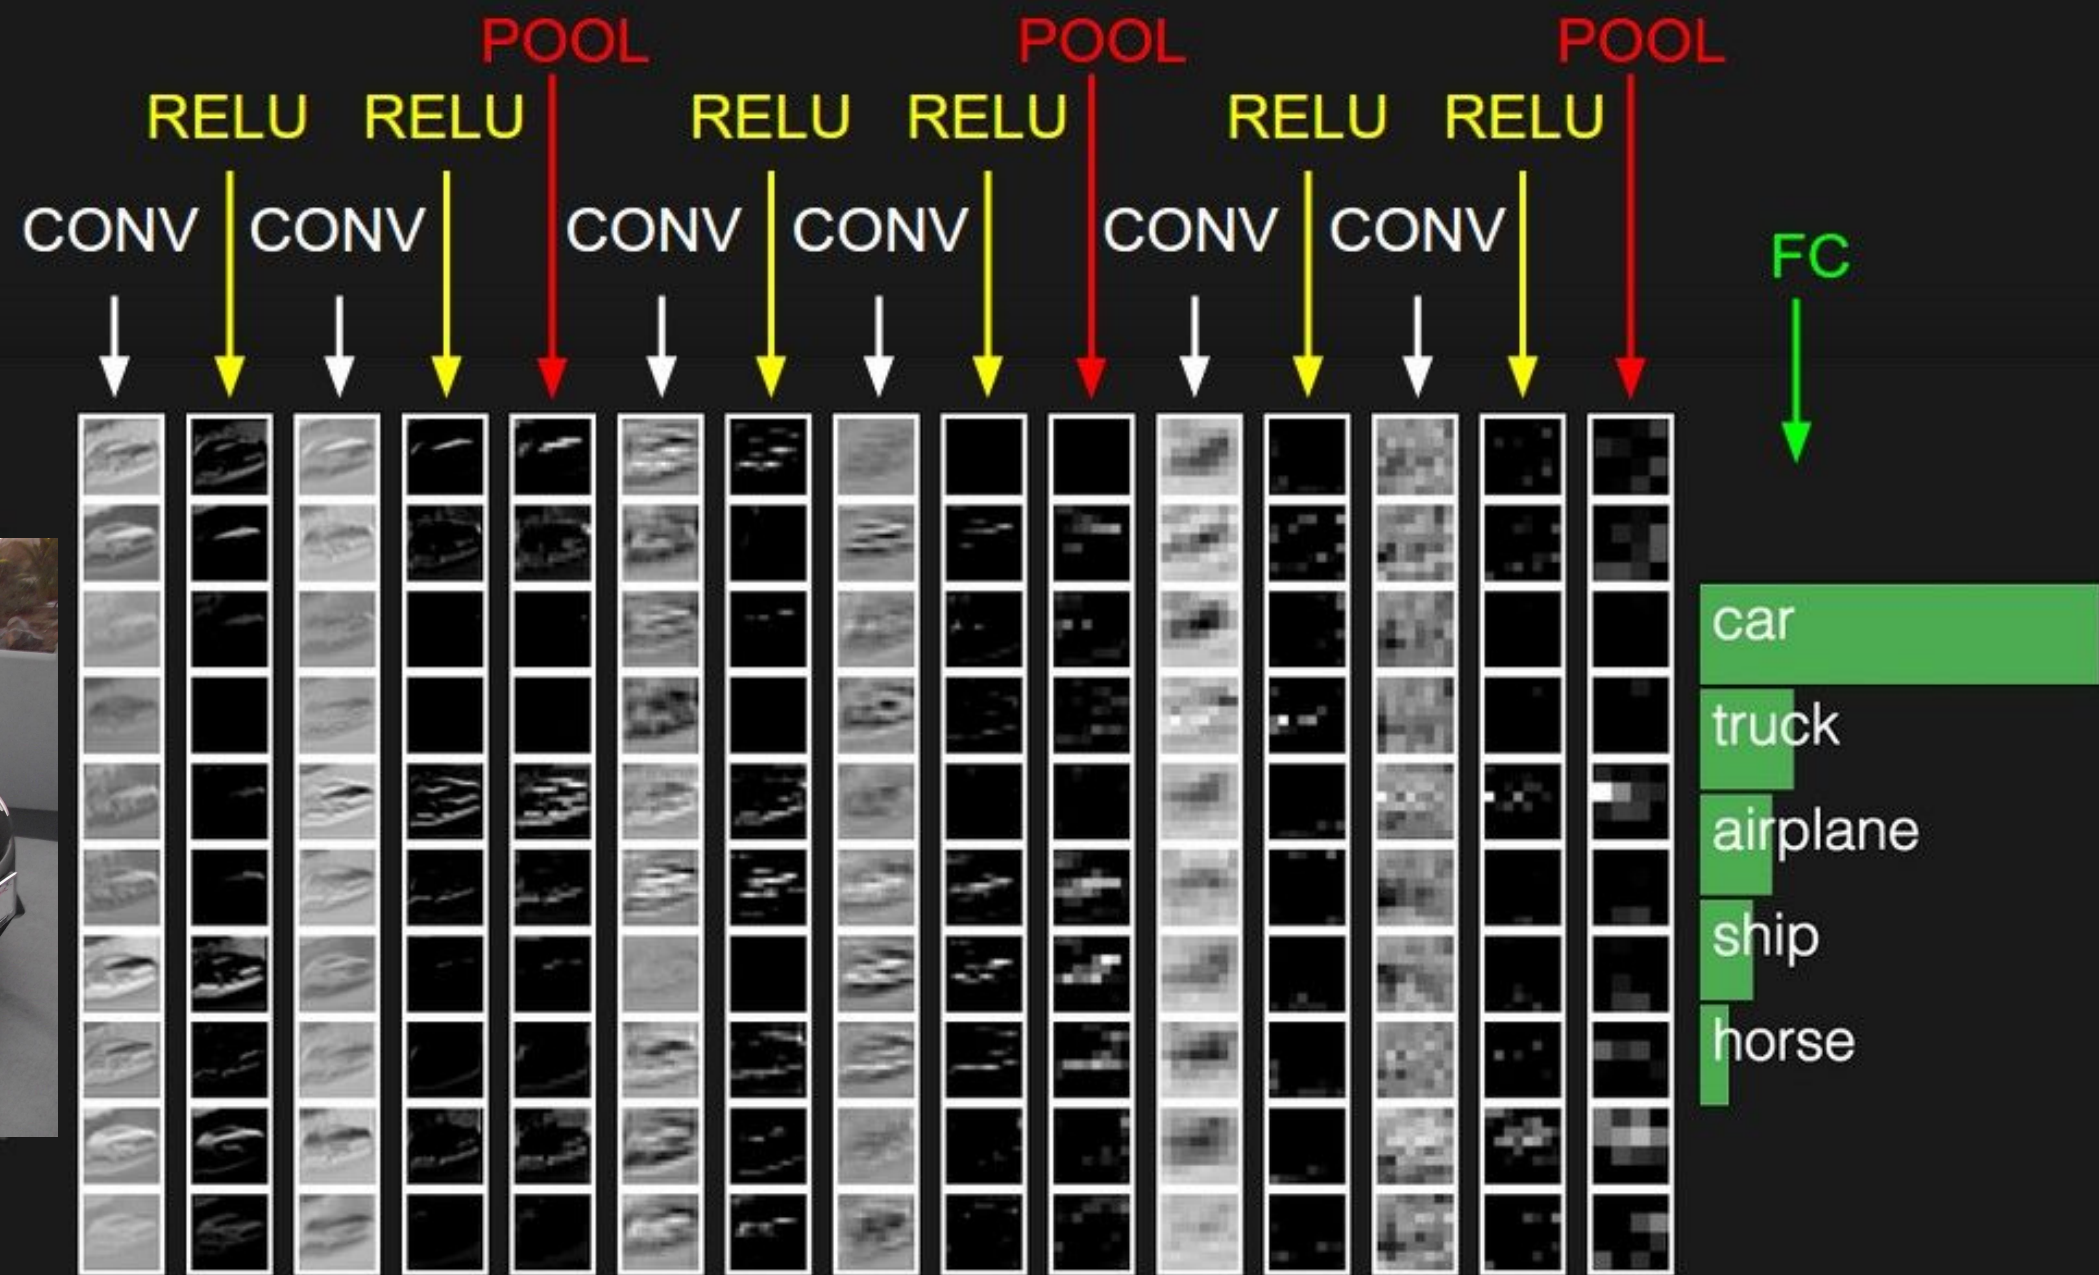 POOL POOL POOL
RELU RELU RELU RELU RELU RELU
CONV CONV CONV CONV CONV CONV
FC
car
truck
airplane
ship
horse